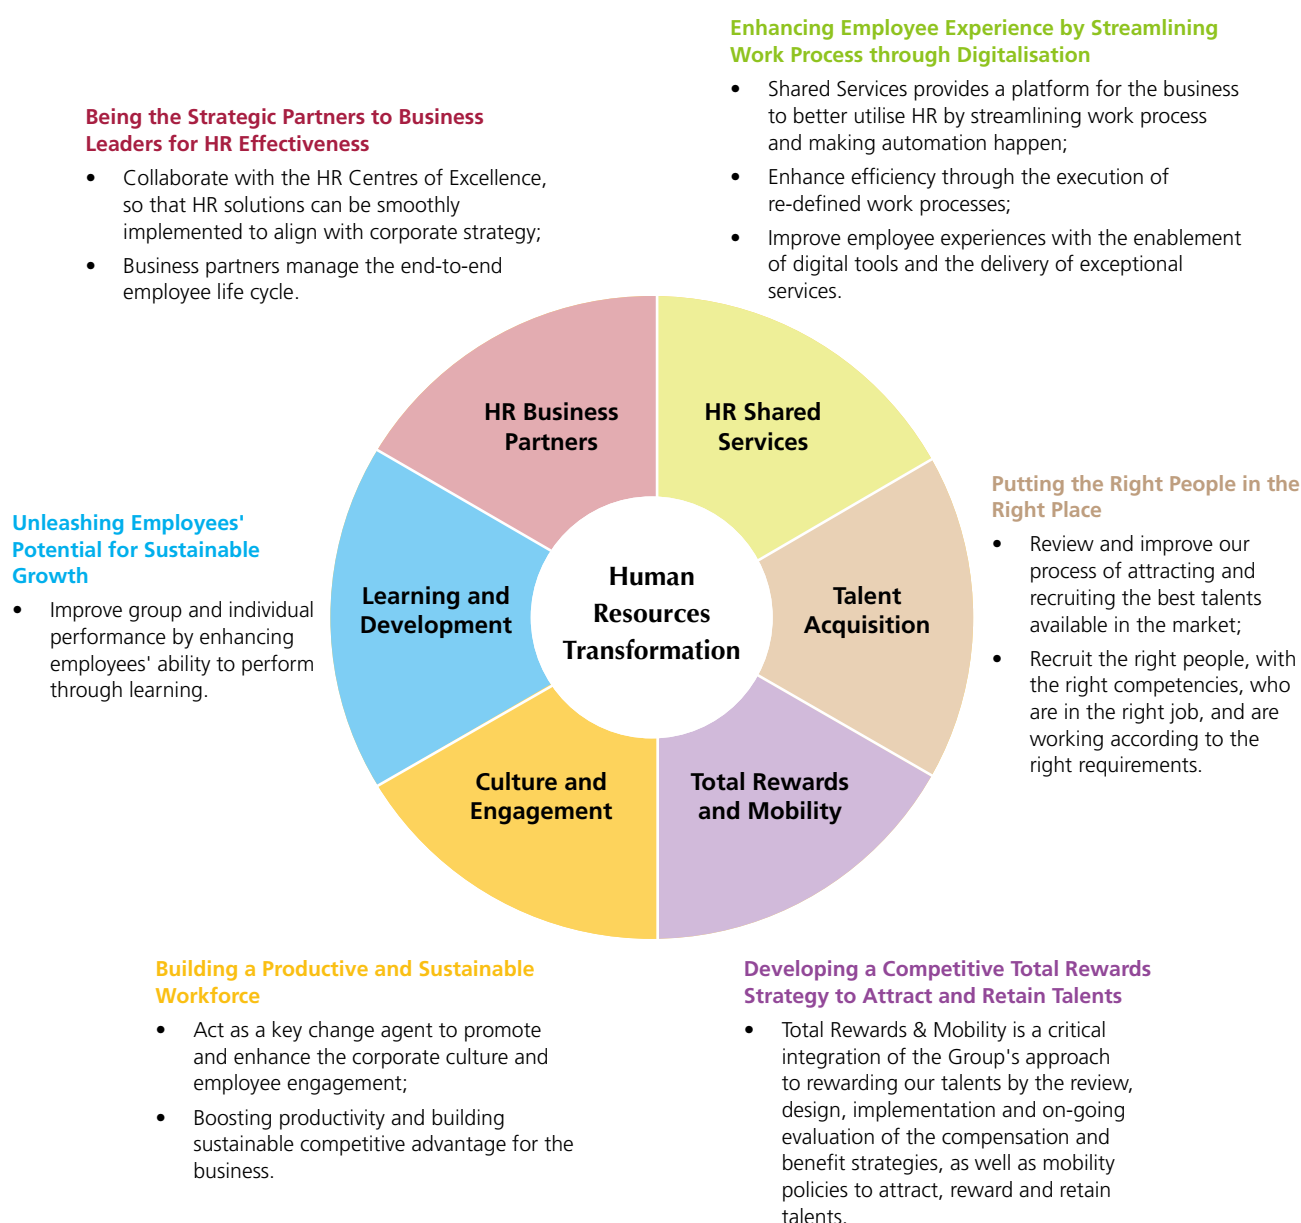 Enhancing Employee Experience by Streamlining
Work Process through Digitalisation
• Shared Services provides a platform for the business
to better utilise HR by streamlining work process
and making automation happen;
• Enhance efficiency through the execution of
re-defined work processes;
• Improve employee experiences with the enablement
of digital tools and the delivery of exceptional
services.
Being the Strategic Partners to Business
Leaders for HR Effectiveness
• Collaborate with the HR Centres of Excellence,
so that HR solutions can be smoothly
implemented to align with corporate strategy;
• Business partners manage the end-to-end
employee life cycle.
HR Business
Partners
HR Shared
Services
Putting the Right People in the
Right Place
• Review and improve our
process of attracting and
recruiting the best talents
available in the market;
• Recruit the right people, with
the right competencies, who
are in the right job, and are
working according to the
right requirements.
Unleashing Employees'
Potential for Sustainable
Growth
• Improve group and individual
performance by enhancing
employees' ability to perform
through learning.
Learning and
Development
Human
Resources
Transformation
Talent
Acquisition
Culture and
Engagement
Total Rewards
and Mobility
Building a Productive and Sustainable
Workforce
• Act as a key change agent to promote
and enhance the corporate culture and
employee engagement;
• Boosting productivity and building
sustainable competitive advantage for the
business.
Developing a Competitive Total Rewards
Strategy to Attract and Retain Talents
• Total Rewards & Mobility is a critical
integration of the Group's approach
to rewarding our talents by the review,
design, implementation and on-going
evaluation of the compensation and
benefit strategies, as well as mobility
policies to attract, reward and retain
talents.